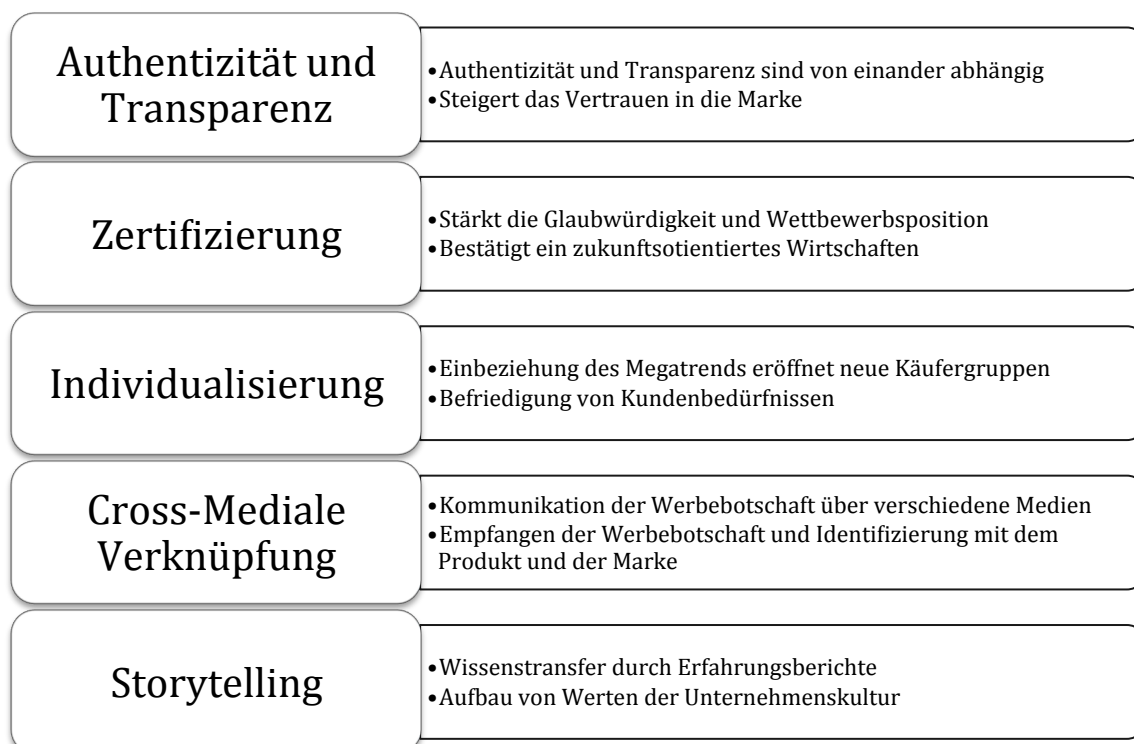 Authentizität und
Transparenz
•Authentizität und Transparenz sind von einander abhängig
•Steigert das Vertrauen in die Marke
Zertifizierung
•Stärkt die Glaubwürdigkeit und Wettbewerbsposition
•Bestätigt ein zukunftsotientiertes Wirtschaften
Individualisierung
•Einbeziehung des Megatrends eröffnet neue Käufergruppen
•Befriedigung von Kundenbedürfnissen
Cross-Mediale
Verknüpfung
•Kommunikation der Werbebotschaft über verschiedene Medien
•Empfangen der Werbebotschaft und Identifizierung mit dem
Produkt und der Marke
Storytelling
•Wissenstransfer durch Erfahrungsberichte
•Aufbau von Werten der Unternehmenskultur